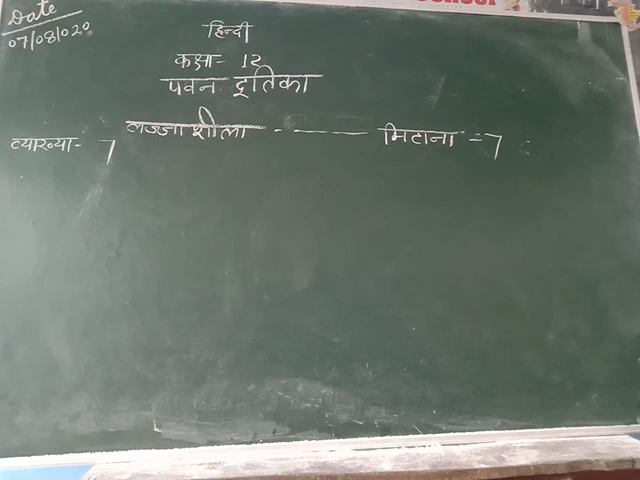 Date
07/08/020
हिन्दी
कक्षा- 12
पवन दूतिका
व्याख्या- 7 लज्जाशीला ----- मिटाना -7